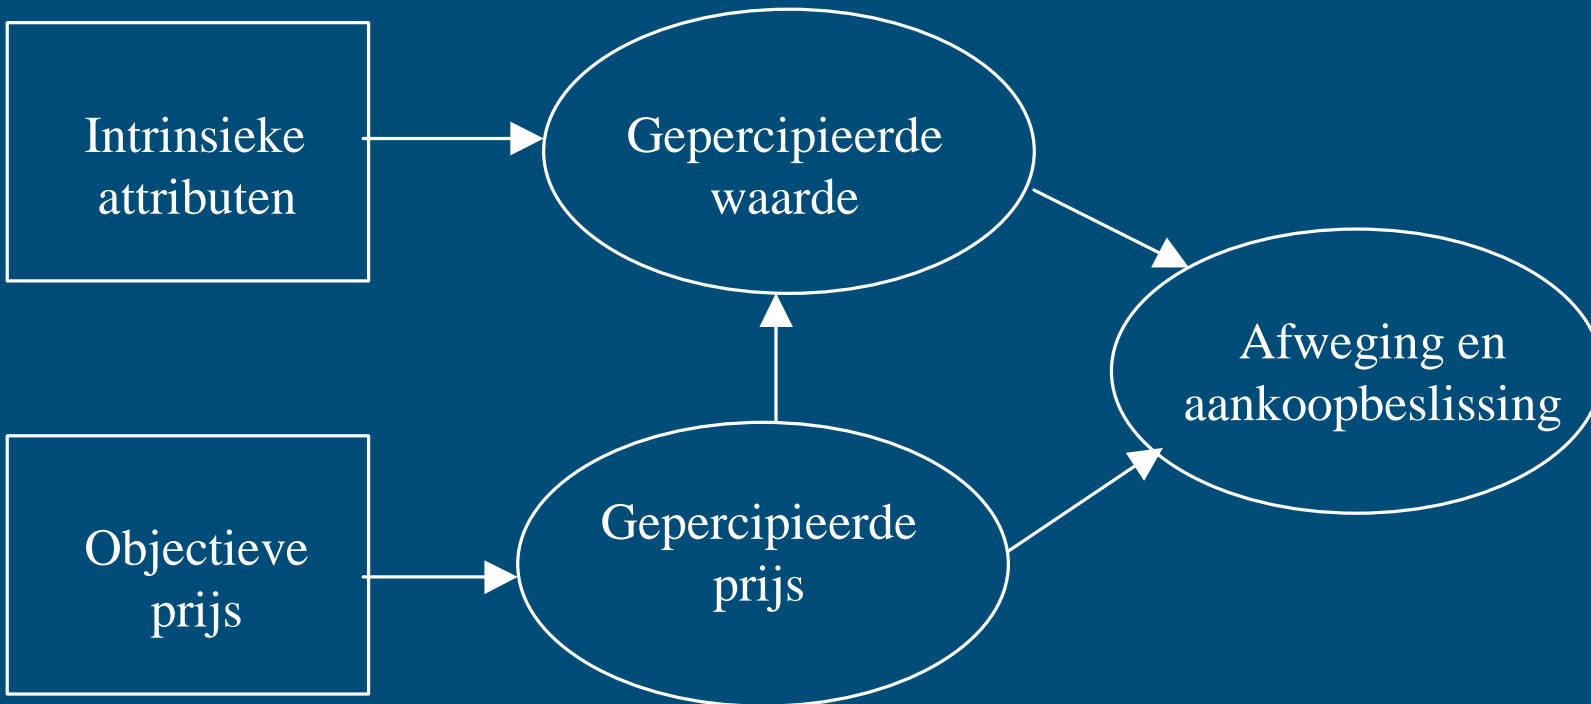 Intrinsieke
attributen
Gepercipieerde
waarde
Afweging en
aankoopbeslissing
Objectieve
prijs
Gepercipieerde
prijs